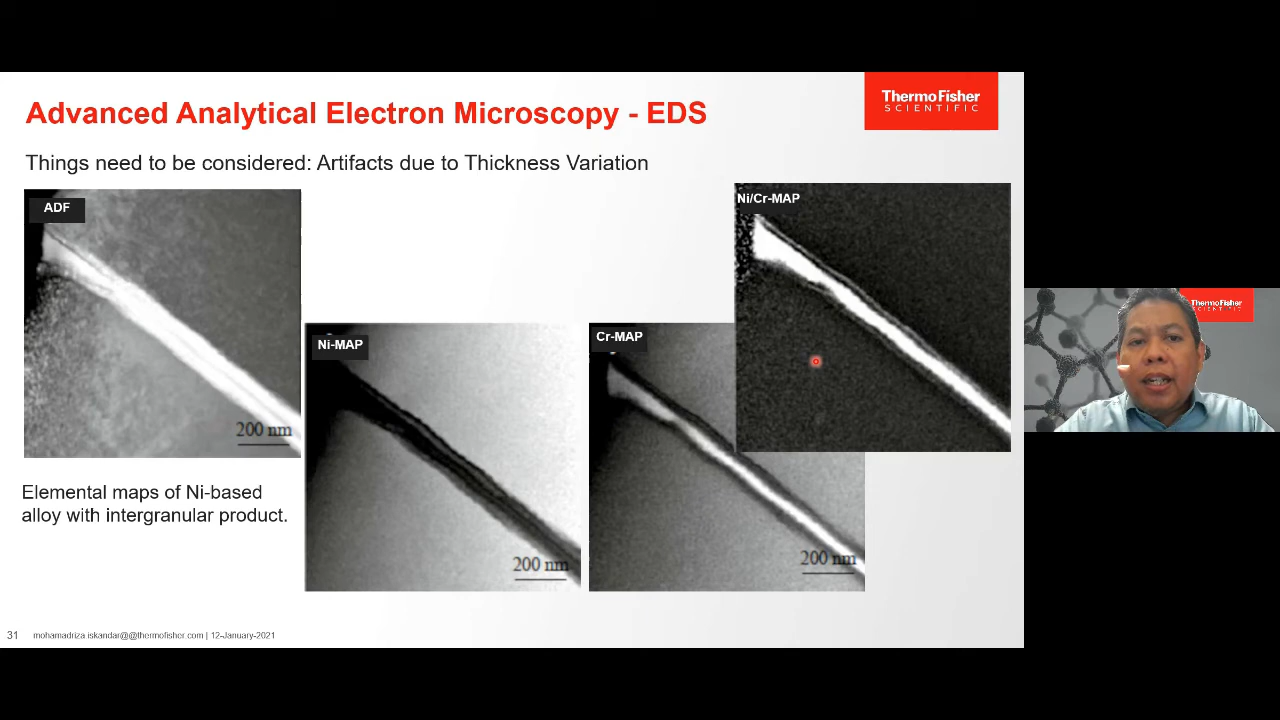 Advanced Analytical Electron Microscopy - EDS
ThermoFisher
SCIENTIFIC
Things need to be considered: Artifacts due to Thickness Variation
ADF
200 nm
Ni-MAP
200 nm
Cr-MAP
200 nm
Ni/Cr-MAP
ThermoFisher
SCIENTIFIC
Elemental maps of Ni-based
alloy with intergranular product.
31 mohamadriza.iskandar@@thermofisher.com | 12-January-2021